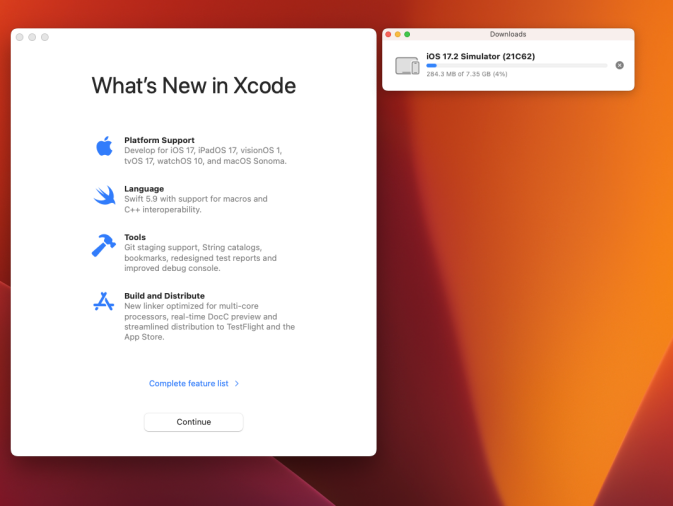 What's New in Xcode
Platform Support
Develop for iOS 17, iPadOS 17, visionOS 1,
tvOS 17, watchOS 10, and macOS Sonoma.
Language
Swift 5.9 with support for macros and
C++ interoperability.
Tools
Git staging support, String catalogs,
bookmarks, redesigned test reports and
improved debug console.
Build and Distribute
New linker optimized for multi-core
processors, real-time DocC preview and
streamlined distribution to TestFlight and the
App Store.
Complete feature list
Continue
Downloads
iOS 17.2 Simulator (21C62)
284.3 MB of 7.35 GB (4%)